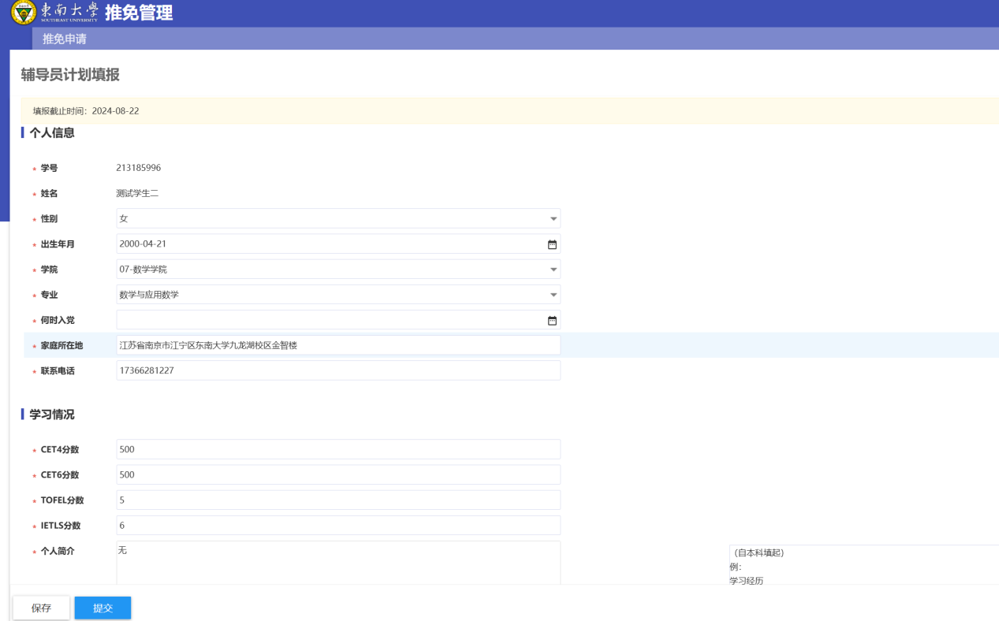 東南大學 推免管理
SOUTHEAST UNIVERSITY
推免申请
辅导员计划填报
填报截止时间：2024-08-22
个人信息
* 学号 213185996
* 姓名 测试学生二
* 性别 女
* 出生年月 2000-04-21
* 学院 07-数学学院
* 专业 数学与应用数学
* 何时入党
* 家庭所在地 江苏省南京市江宁区东南大学九龙湖校区金智楼
* 联系电话 17366281227
学习情况
* CET4分数 500
* CET6分数 500
* TOFEL分数 5
* IETLS分数 6
* 个人简介 无
（自本科填起）
例：
学习经历
保存 提交